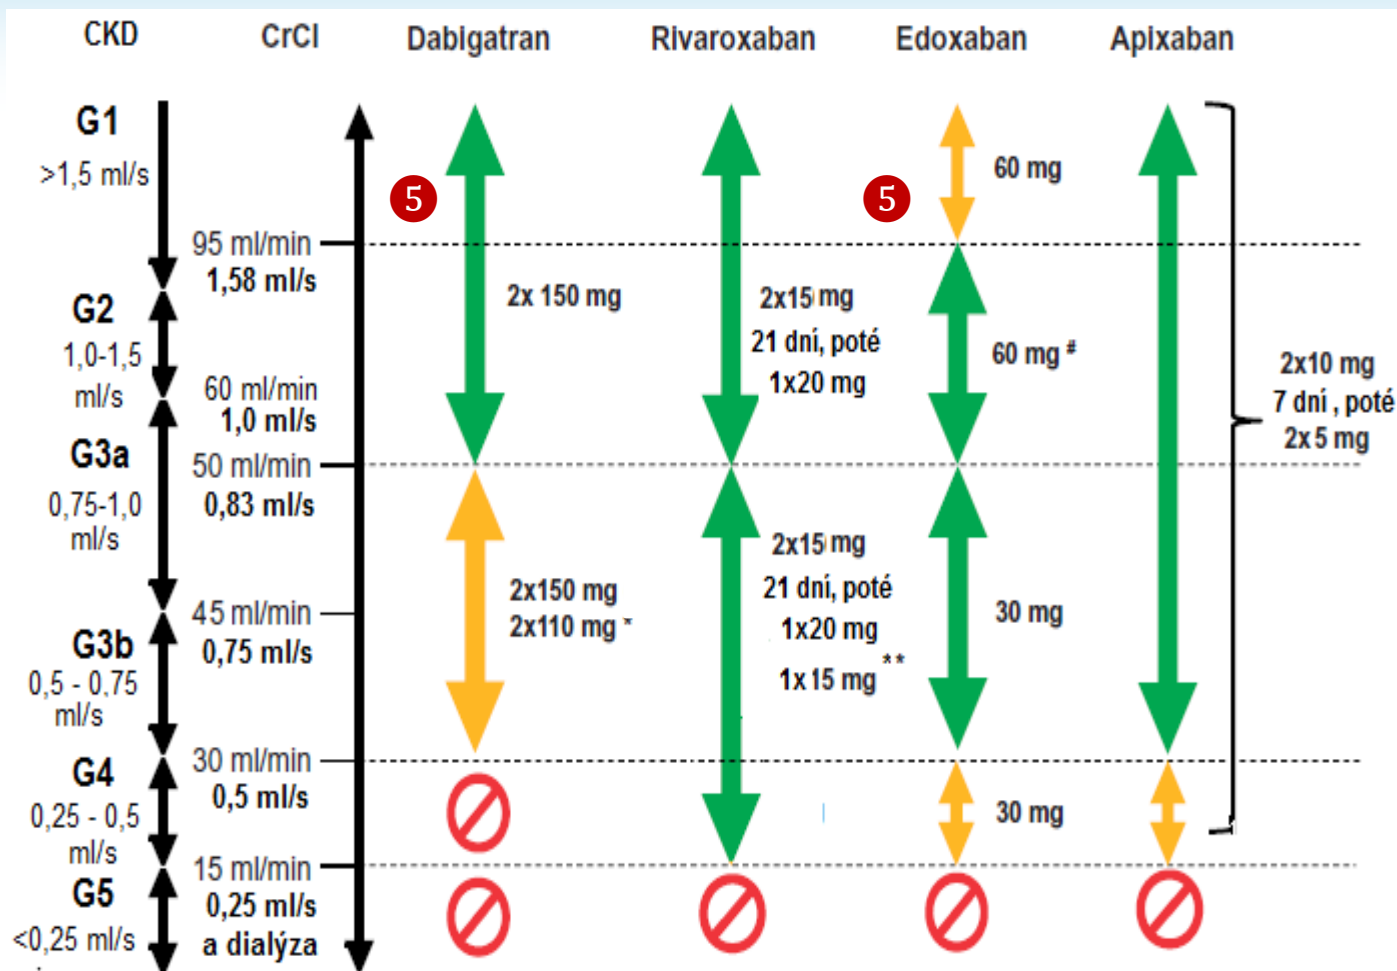 CKD CrCl Dabigatran Rivaroxaban Edoxaban Apixaban
G1
>1,5 ml/s
5
5
60 mg
95 ml/min
1,58 ml/s
G2
1,0-1,5
ml/s
2x 150 mg
2x15 mg
21 dní, poté
1x20 mg
60 mg #
2x10 mg
7 dní , poté
2x5 mg
60 ml/min
1,0 ml/s
G3a
0,75-1,0
ml/s
50 ml/min
0,83 ml/s
2x150 mg
2x110 mg *
2x15 mg
21 dní, poté
1x20 mg
1x15 mg **
30 mg
45 ml/min
0,75 ml/s
G3b
0,5 - 0,75
ml/s
30 ml/min
0,5 ml/s
G4
0,25 - 0,5
ml/s
30 mg
15 ml/min
0,25 ml/s
a dialýza
G5
<0,25 ml/s